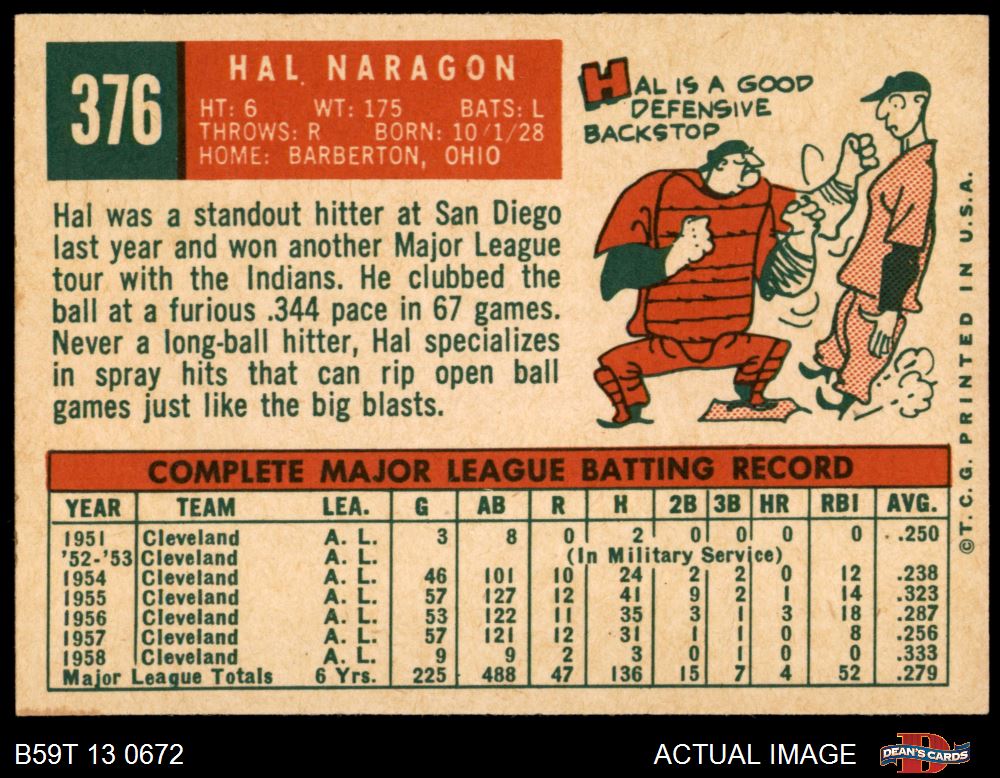 376
HAL NARAGON
HT: 6 WT: 175 BATS: L
THROWS: R BORN: 10/1/28
HOME: BARBERTON, OHIO
HAL IS A GOOD
DEFENSIVE
BACKSTOP
Hal was a standout hitter at San Diego
last year and won another Major League
tour with the Indians. He clubbed the
ball at a furious .344 pace in 67 games.
Never a long-ball hitter, Hal specializes
in spray hits that can rip open ball
games just like the big blasts.
COMPLETE MAJOR LEAGUE BATTING RECORD
YEAR TEAM LEA. G AB R H 2B 3B HR RBI AVG.
1951 Cleveland A. L. 3 8 0 2 0 0 0 0 .250
'52-'53 Cleveland A. L. (In Military Service)
1954 Cleveland A. L. 46 101 10 24 2 2 0 12 .238
1955 Cleveland A. L. 57 127 12 41 9 2 1 14 .323
1956 Cleveland A. L. 53 122 11 35 3 1 3 18 .287
1957 Cleveland A. L. 57 121 12 31 1 1 0 8 .256
1958 Cleveland A. L. 9 9 2 3 0 1 0 0 .333
Major League Totals 6 Yrs. 225 488 47 136 15 7 4 52 .279
©T. C. G. PRINTED IN U.S.A.
B59T 13 0672
ACTUAL IMAGE
D
DEAN'S CARDS